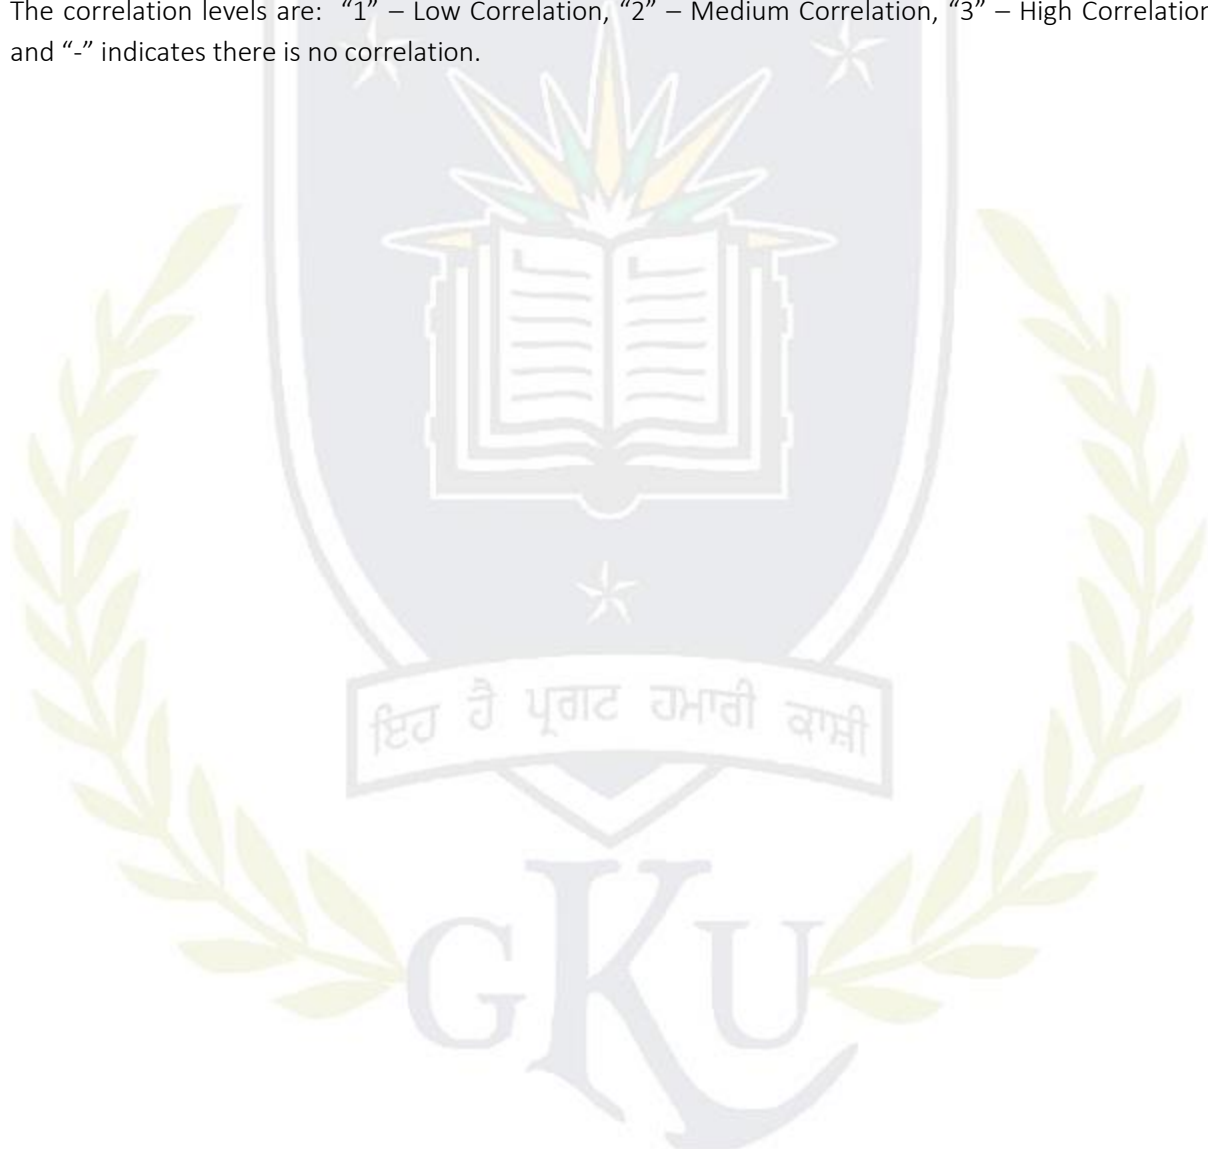 The correlation levels are: “1” – Low Correlation, “2” – Medium Correlation, “3” – High Correlation
and “-” indicates there is no correlation.
ਇਹ ਹੈ ਪ੍ਰਗਟ ਹਮਾਰੀ ਕਾਸ਼ੀ
GKU